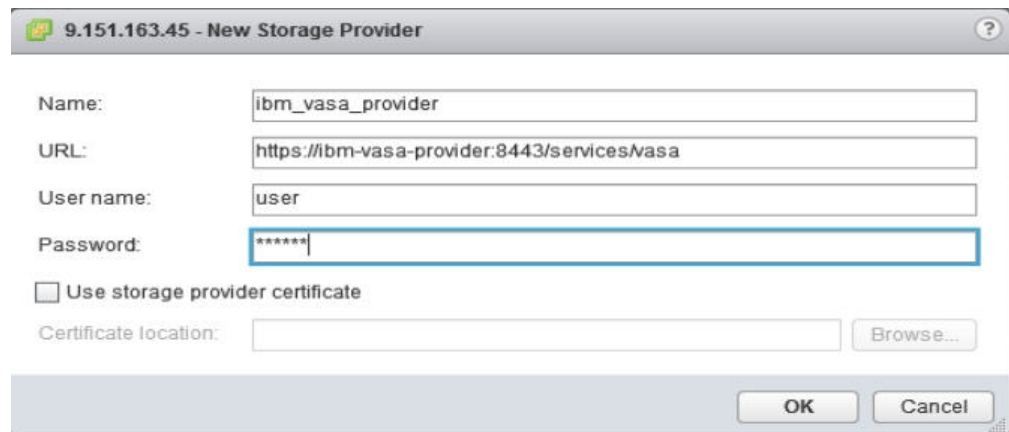 9.151.163.45 - New Storage Provider ?
Name: ibm_vasa_provider
URL: https://ibm-vasa-provider:8443/services/vasa
User name: user
Password: ******
Use storage provider certificate
Certificate location: Browse...
OK Cancel